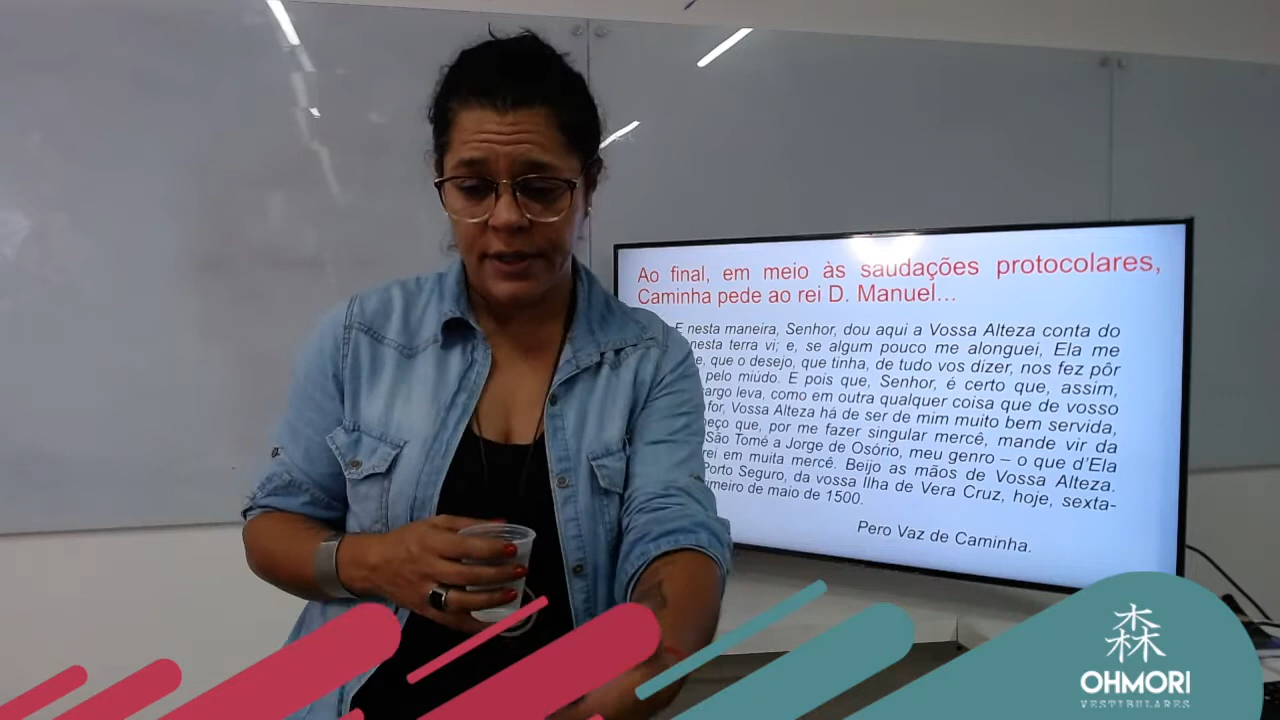 Ao final, em meio às saudações protocolares,
Caminha pede ao rei D. Manuel...
E nesta maneira, Senhor, dou aqui a Vossa Alteza conta do
nesta terra vi; e, se algum pouco me alonguei, Ela me
e, que o desejo, que tinha, de tudo vos dizer, nos fez pôr
pelo miúdo. E pois que, Senhor, é certo que, assim,
cargo leva, como em outra qualquer coisa que de vosso
for, Vossa Alteza há de ser de mim muito bem servida,
peço que, por me fazer singular mercê, mande vir da
São Tomé a Jorge de Osório, meu genro – o que d'Ela
rei em muita mercê. Beijo as mãos de Vossa Alteza.
Porto Seguro, da vossa Ilha de Vera Cruz, hoje, sexta-
imeiro de maio de 1500.
Pero Vaz de Caminha.
森
OHMORI
VESTIBULARES